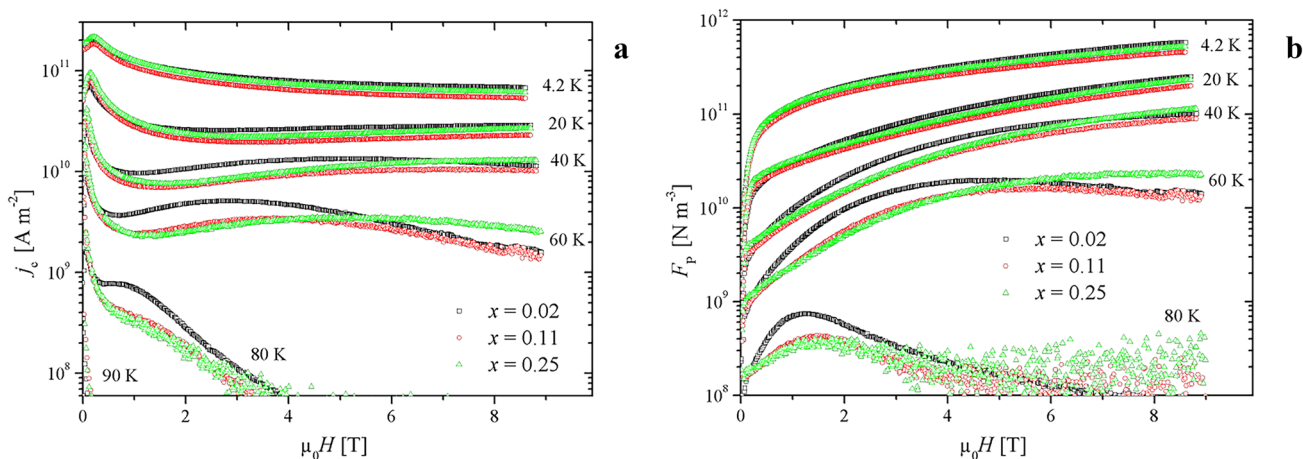 a
10¹¹
10¹⁰
10⁹
10⁸
j_c [A m⁻²]
4.2 K
20 K
40 K
60 K
80 K
90 K
x = 0.02
x = 0.11
x = 0.25
0 2 4 6 8
μ₀H [T]
b
10¹²
10¹¹
10¹⁰
10⁹
10⁸
F_P [N m⁻³]
4.2 K
20 K
40 K
60 K
80 K
x = 0.02
x = 0.11
x = 0.25
0 2 4 6 8
μ₀H [T]